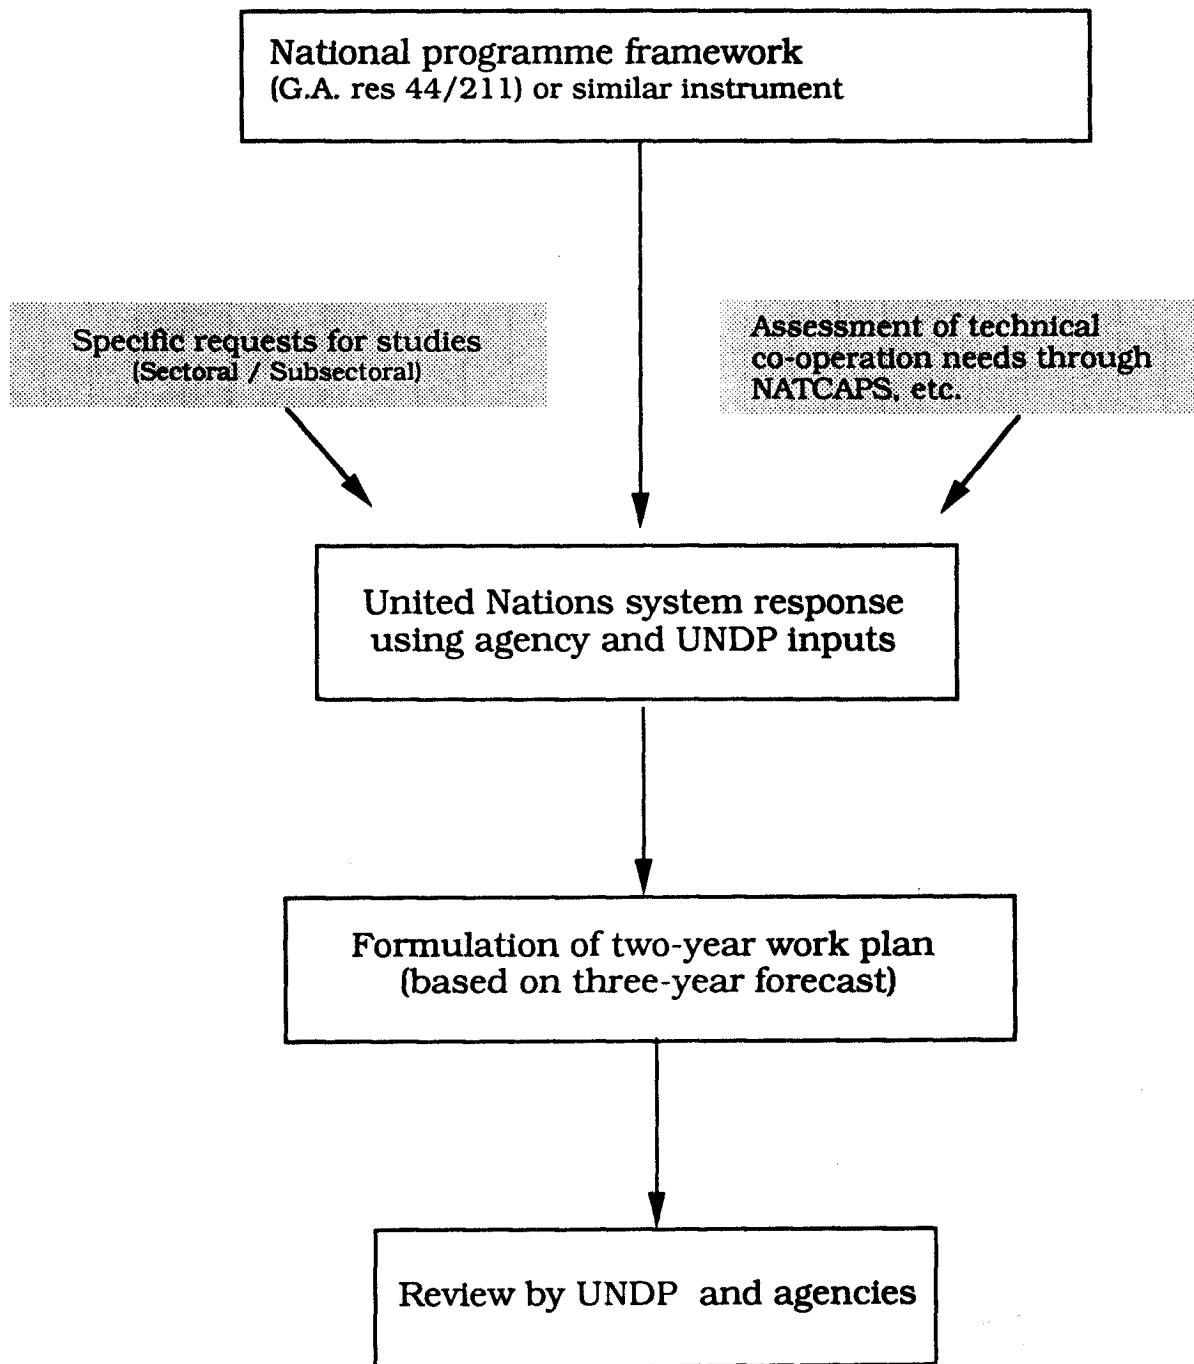 National programme framework
(G.A. res 44/211) or similar instrument
Specific requests for studies
(Sectoral / Subsectoral)
Assessment of technical
co-operation needs through
NATCAPS, etc.
United Nations system response
using agency and UNDP inputs
Formulation of two-year work plan
(based on three-year forecast)
Review by UNDP and agencies